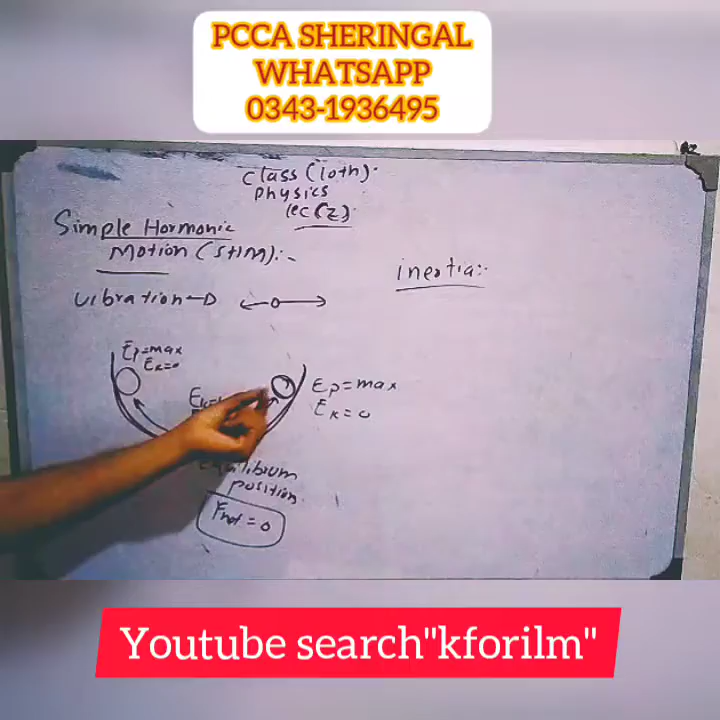 PCCA SHERINGAL
WHATSAPP
0343-1936495
Class (10th):
Physics
lec (2).
Simple Hormonic
Motion (SHM):-
inertia:-
vibration
Ep=max
Ek=0
Ep=max
Ek=0
position
Fnet = 0
Youtube search"kforilm"